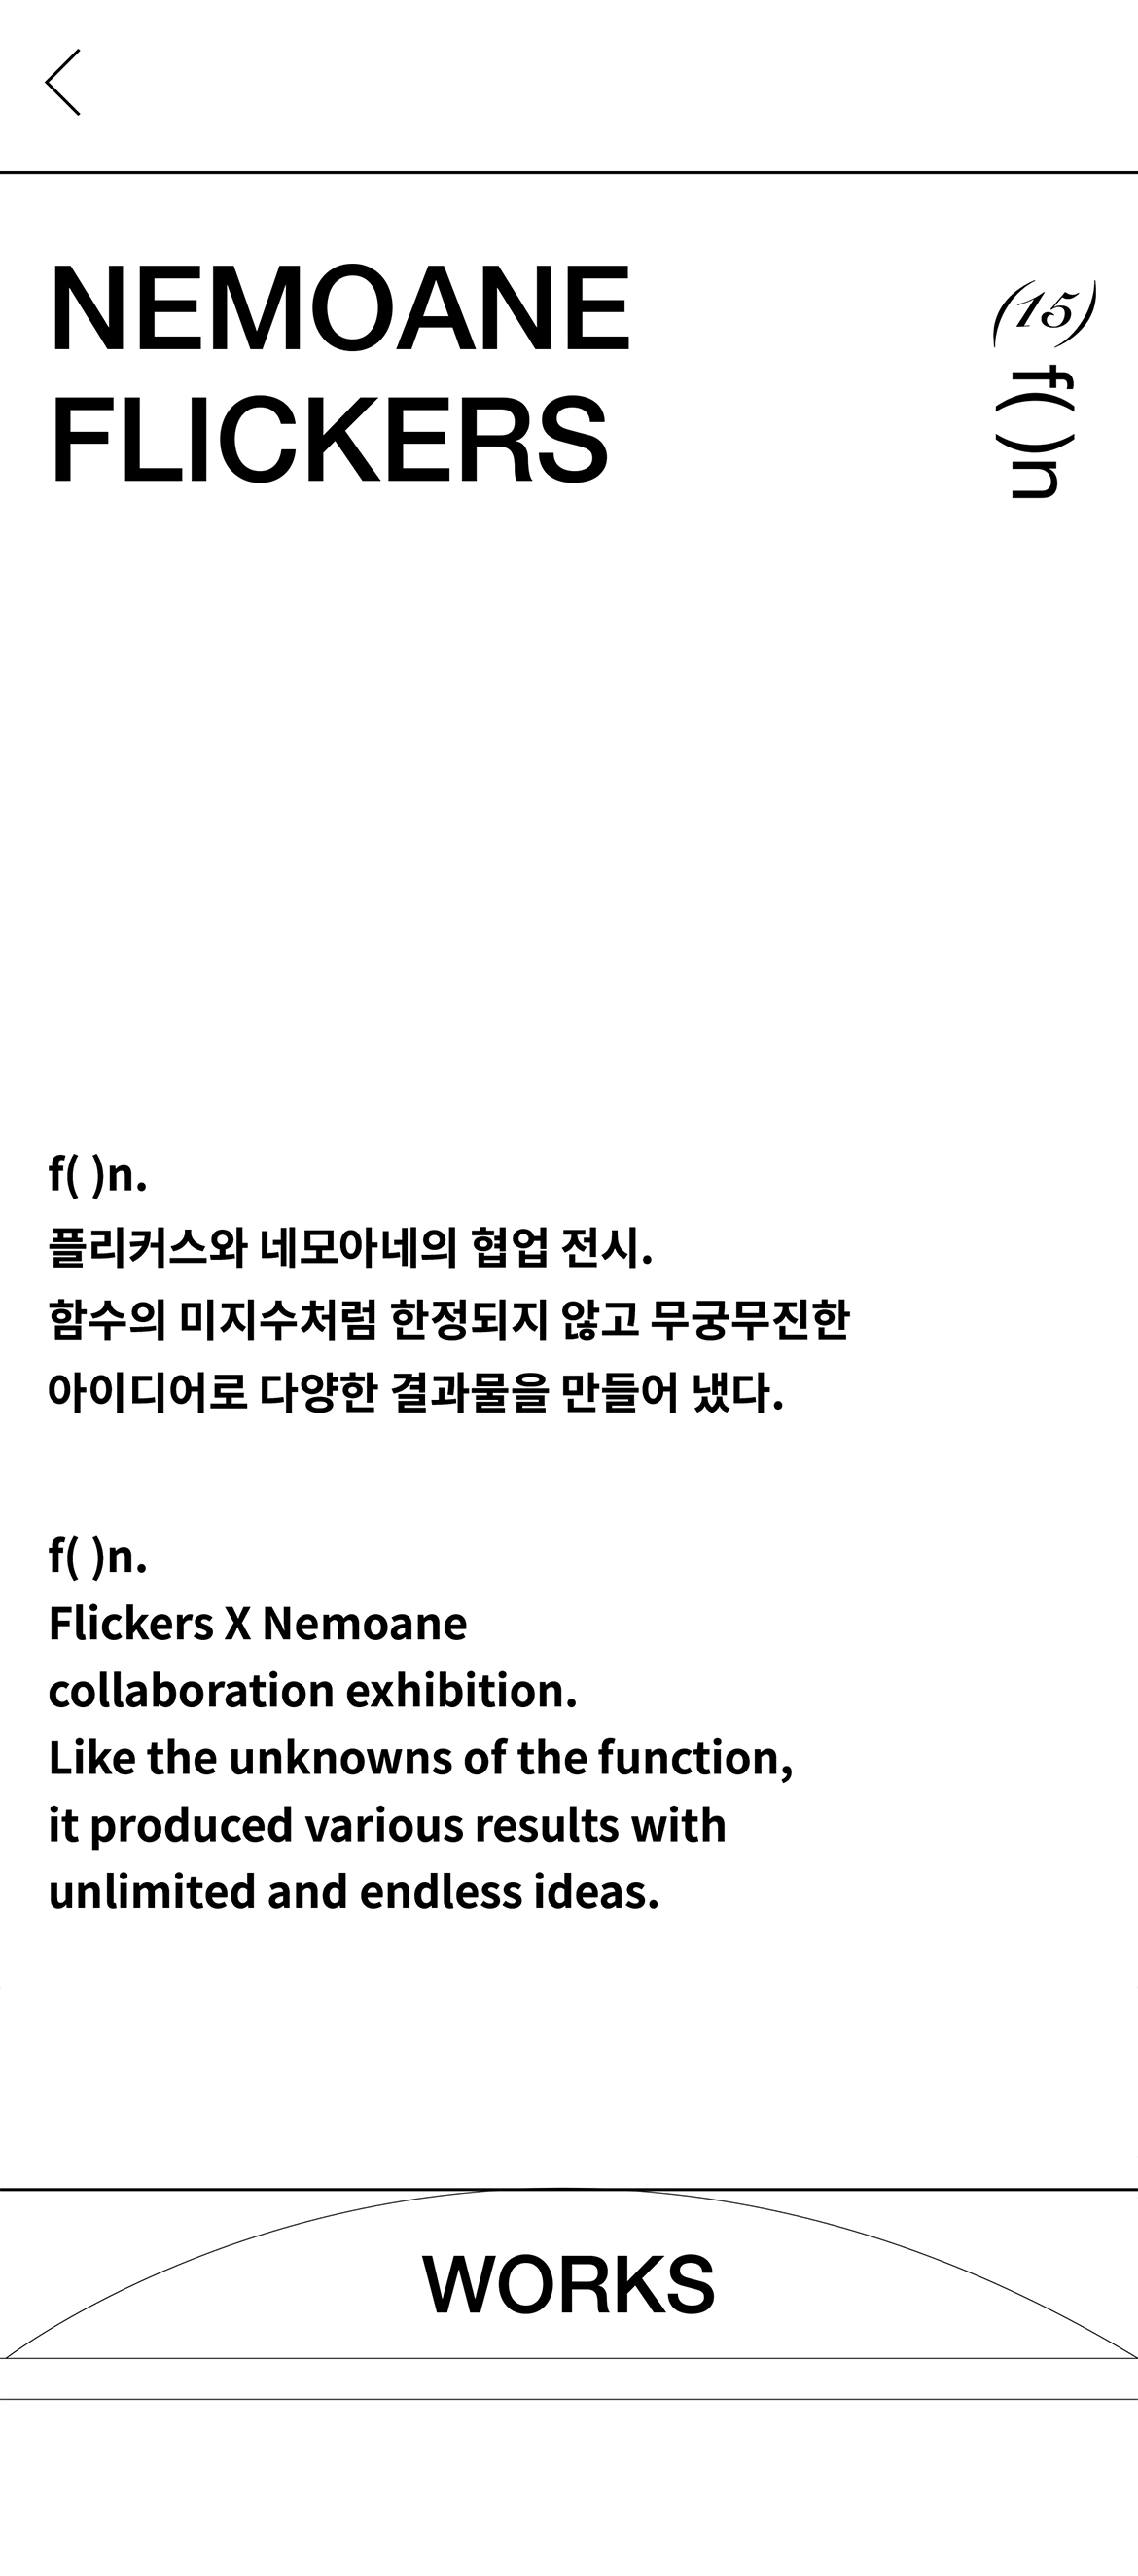 NEMOANE
FLICKERS
(15)
f( )n
f( )n.
플리커스와 네모아네의 협업 전시.
함수의 미지수처럼 한정되지 않고 무궁무진한
아이디어로 다양한 결과물을 만들어 냈다.
f( )n.
Flickers X Nemoane
collaboration exhibition.
Like the unknowns of the function,
it produced various results with
unlimited and endless ideas.
WORKS